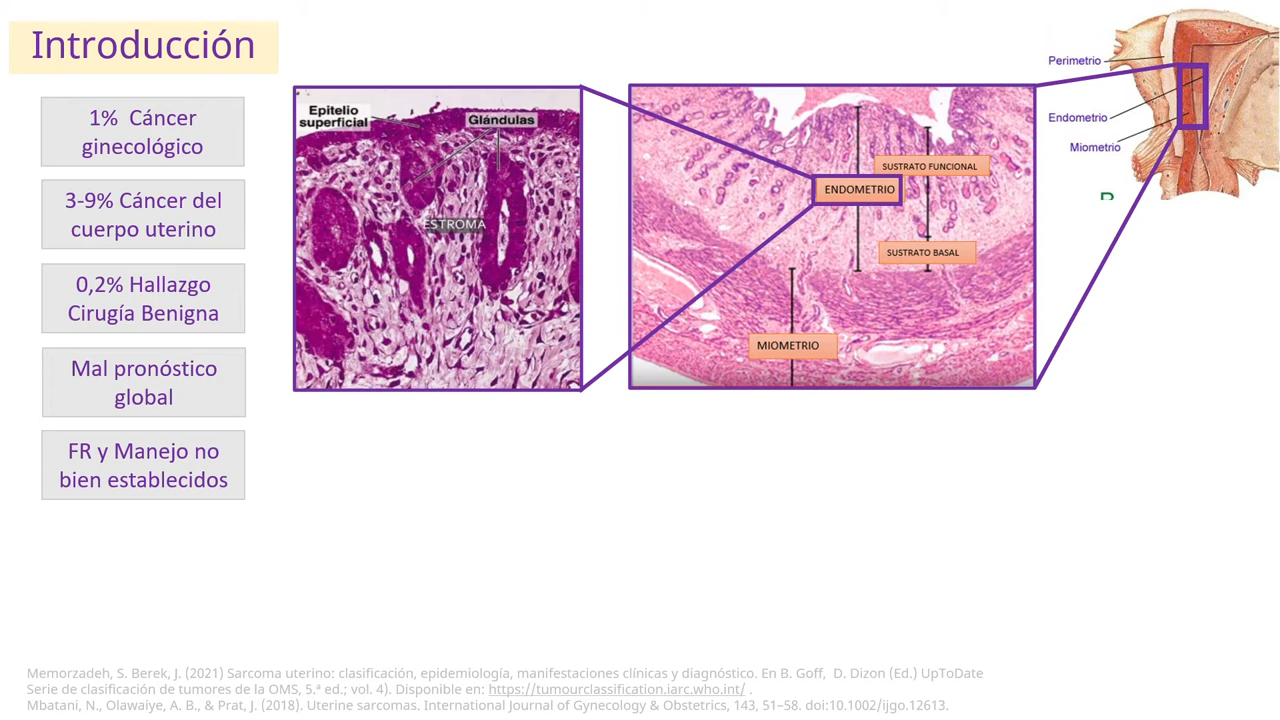 Introducción
1% Cáncer
ginecológico
3-9% Cáncer del
cuerpo uterino
0,2% Hallazgo
Cirugía Benigna
Mal pronóstico
global
FR y Manejo no
bien establecidos
Epitelio
superficial
Glándulas
ESTROMA
SUSTRATO FUNCIONAL
ENDOMETRIO
SUSTRATO BASAL
MIOMETRIO
Perimetrio
Endometrio
Miometrio
Memorzadeh, S. Berek, J. (2021) Sarcoma uterino: clasificación, epidemiología, manifestaciones clínicas y diagnóstico. En B. Goff, D. Dizon (Ed.) UpToDate
Serie de clasificación de tumores de la OMS, 5.ª ed.; vol. 4). Disponible en: https://tumourclassification.iarc.who.int/ .
Mbatani, N., Olawaiye, A. B., & Prat, J. (2018). Uterine sarcomas. International Journal of Gynecology & Obstetrics, 143, 51–58. doi:10.1002/ijgo.12613.